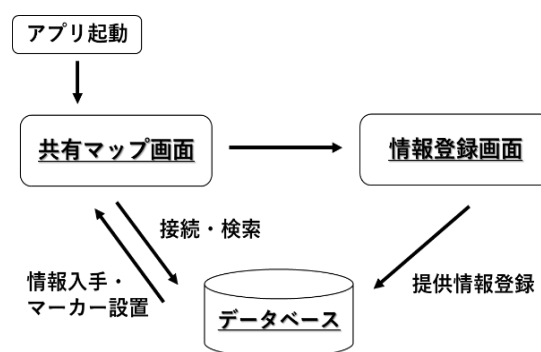 アプリ起動
共有マップ画面
情報登録画面
接続・検索
情報入手・
マーカー設置
提供情報登録
データベース